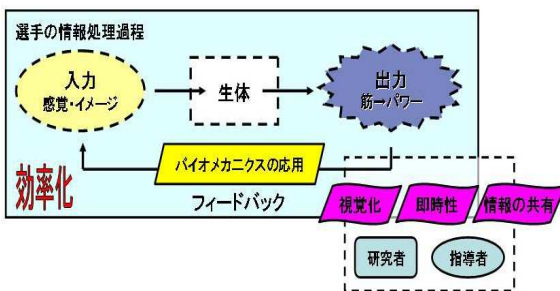 選手の情報処理過程
入力
感覚・イメージ
生体
出力
筋ーパワー
バイオメカニクスの応用
効率化
フィードバック
視覚化
即時性
情報の共有
研究者
指導者